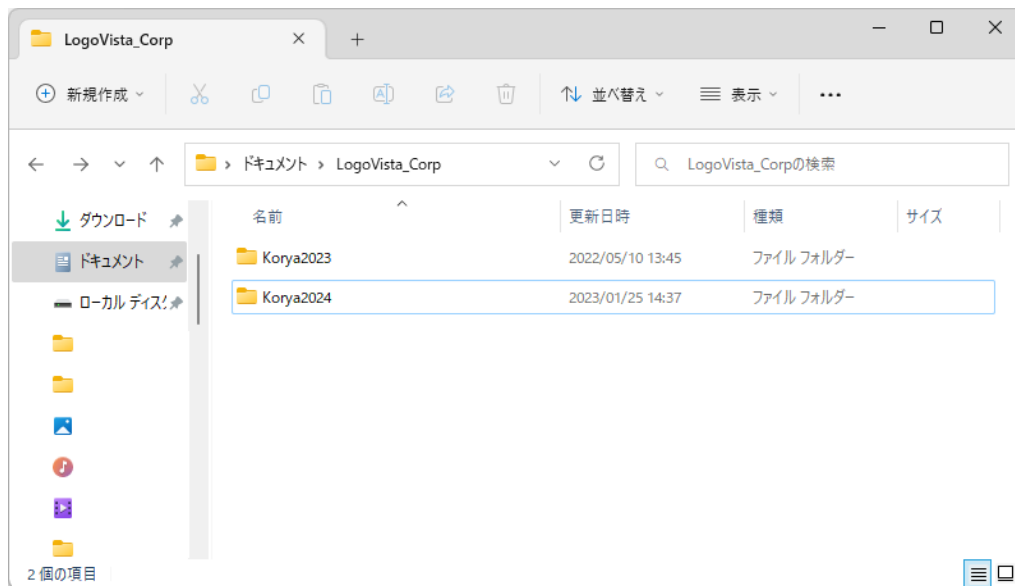 LogoVista_Corp
新規作成
並べ替え
表示
ドキュメント › LogoVista_Corp
LogoVista_Corpの検索
ダウンロード
ドキュメント
ローカル ディスク
名前 更新日時 種類 サイズ
Korya2023 2022/05/10 13:45 ファイル フォルダー
Korya2024 2023/01/25 14:37 ファイル フォルダー
2 個の項目